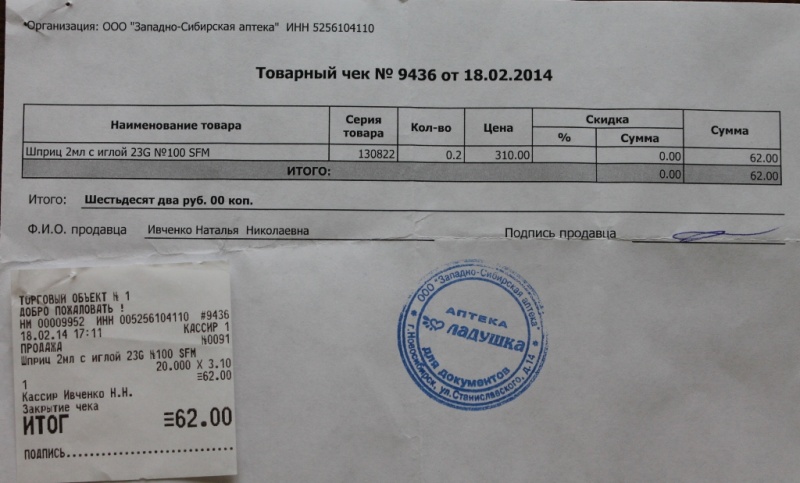 Организация: ООО "Западно-Сибирская аптека" ИНН 5256104110
Товарный чек № 9436 от 18.02.2014
Наименование товара Серия товара Кол-во Цена Скидка Сумма
% Сумма
Шприц 2мл с иглой 23G №100 SFM 130822 0.2 310.00 0.00 62.00
ИТОГО: 0.00 62.00
Итого: Шестьдесят два руб. 00 коп.
Ф.И.О. продавца Ивченко Наталья Николаевна Подпись продавца
ТОРГОВЫЙ ОБЪЕКТ N 1
ДОБРО ПОЖАЛОВАТЬ !
НМ 00009952 ИНН 005256104110 #9436
18.02.14 17:11 КАССИР 1
ПРОДАЖА №0091
Шприц 2мл с иглой 23G №100 SFM
20.000 X 3.10
≡62.00
1
Кассир Ивченко Н.Н.
Закрытие чека
ИТОГ ≡62.00
ПОДПИСЬ..............................
ООО "Западно-Сибирская аптека"
АПТЕКА
ЛАДУШКА
для документов
г.Новосибирск, ул.Станиславского, д.14